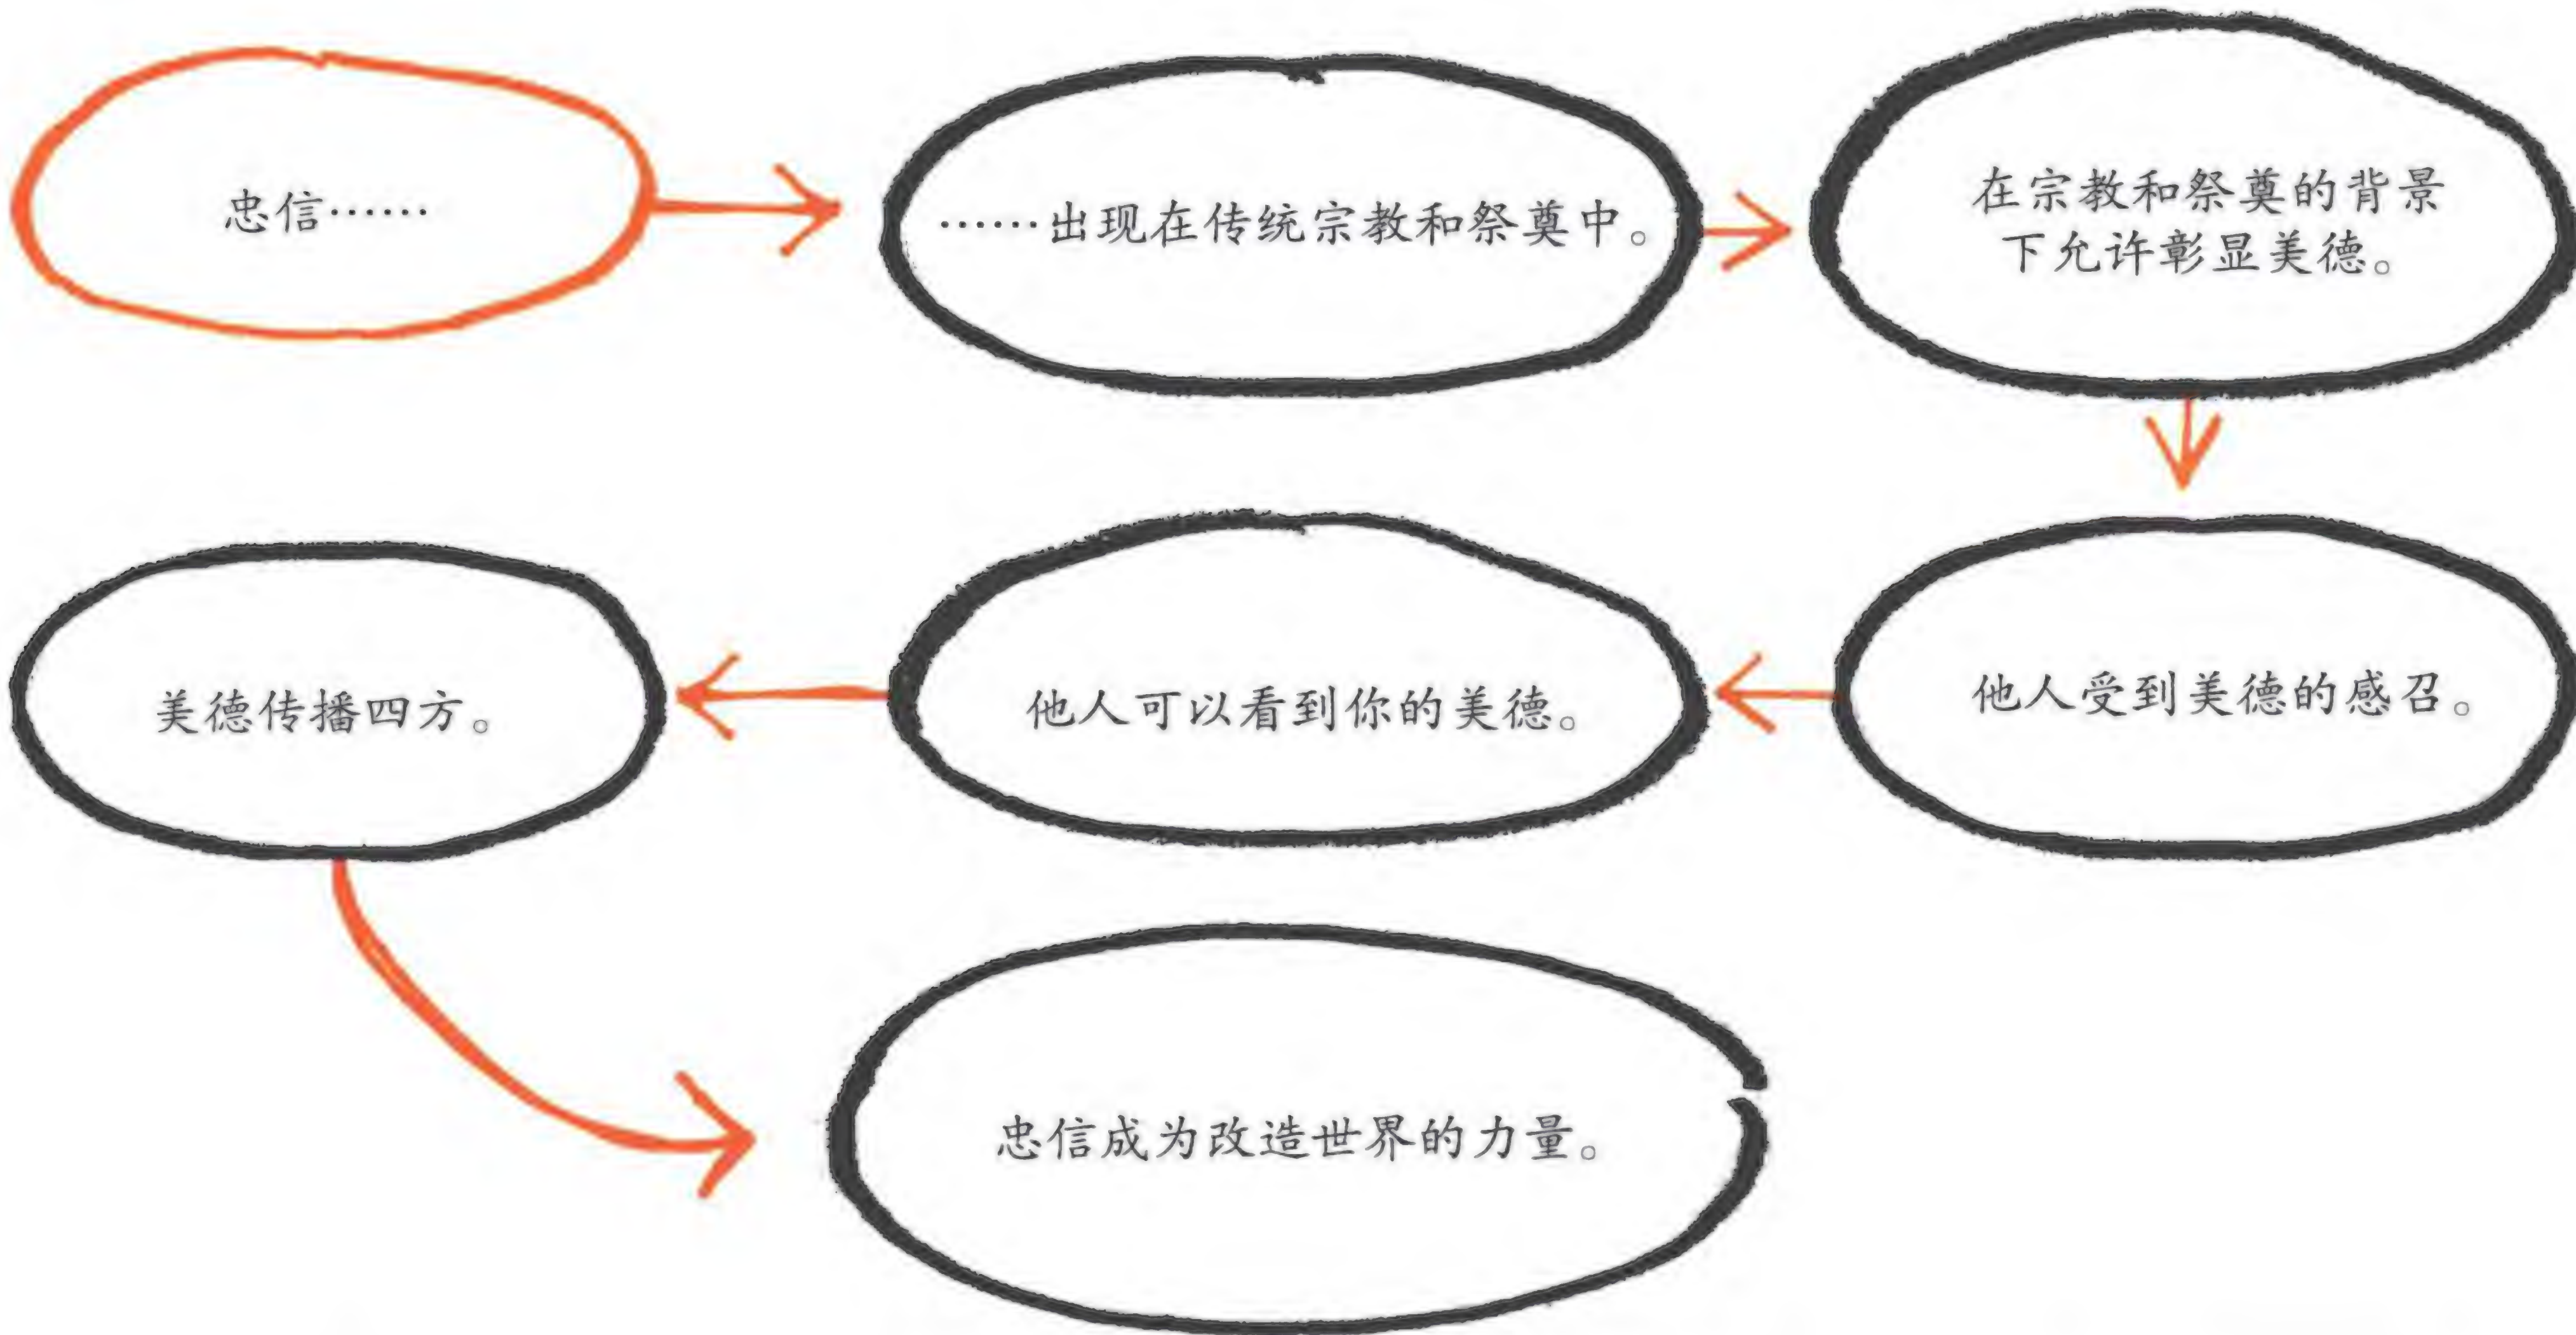 忠信……
……出现在传统宗教和祭奠中。
在宗教和祭奠的背景
下允许彰显美德。
他人受到美德的感召。
他人可以看到你的美德。
美德传播四方。
忠信成为改造世界的力量。